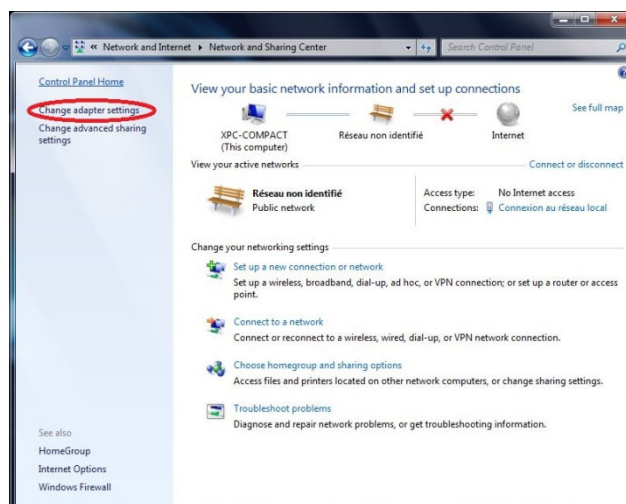 « Network and Internet ▸ Network and Sharing Center
Search Control Panel
Control Panel Home
Change adapter settings
Change advanced sharing
settings
View your basic network information and set up connections
See full map
XPC-COMPACT
(This computer)
Réseau non identifié
Internet
View your active networks
Connect or disconnect
Réseau non identifié
Public network
Access type: No Internet access
Connections: Connexion au réseau local
Change your networking settings
Set up a new connection or network
Set up a wireless, broadband, dial-up, ad hoc, or VPN connection; or set up a router or access
point.
Connect to a network
Connect or reconnect to a wireless, wired, dial-up, or VPN network connection.
Choose homegroup and sharing options
Access files and printers located on other network computers, or change sharing settings.
Troubleshoot problems
Diagnose and repair network problems, or get troubleshooting information.
See also
HomeGroup
Internet Options
Windows Firewall